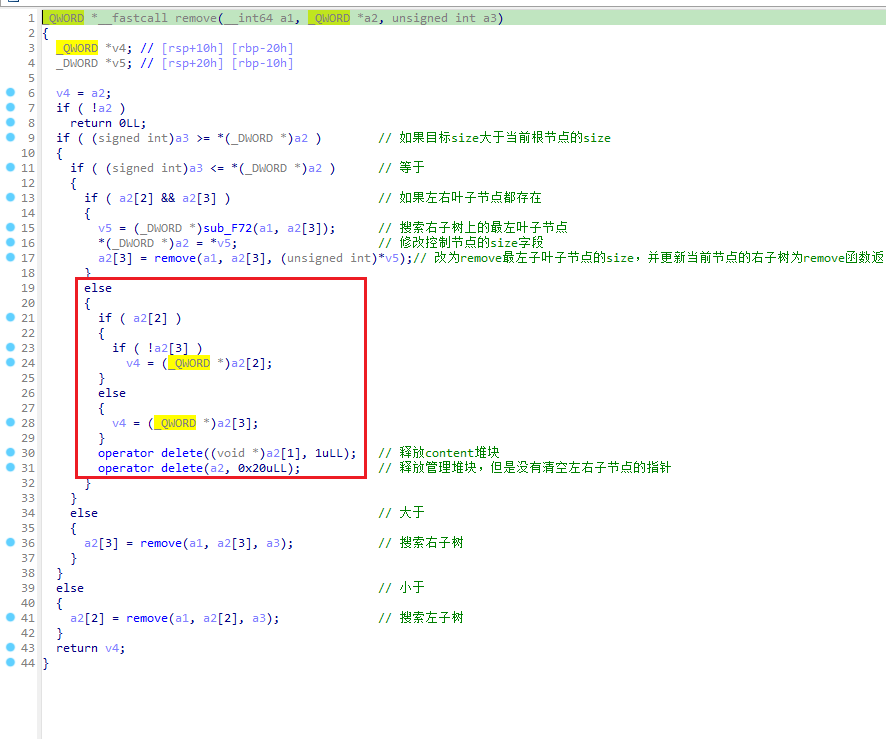 1 _QWORD *__fastcall remove(__int64 a1, _QWORD *a2, unsigned int a3)
2 {
3 _QWORD *v4; // [rsp+10h] [rbp-20h]
4 _DWORD *v5; // [rsp+20h] [rbp-10h]
5
6 v4 = a2;
7 if ( !a2 )
8 return 0LL;
9 if ( (signed int)a3 >= *(_DWORD *)a2 ) // 如果目标size大于当前根节点的size
10 {
11 if ( (signed int)a3 <= *(_DWORD *)a2 ) // 等于
12 {
13 if ( a2[2] && a2[3] ) // 如果左右叶子节点都存在
14 {
15 v5 = (_DWORD *)sub_F72(a1, a2[3]); // 搜索右子树上的最左叶子节点
16 *(_DWORD *)a2 = *v5; // 修改控制节点的size字段
17 a2[3] = remove(a1, a2[3], (unsigned int)*v5);// 改为remove最左子叶子节点的size，并更新当前节点的右子树为remove函数返
18 }
19 else
20 {
21 if ( a2[2] )
22 {
23 if ( !a2[3] )
24 v4 = (_QWORD *)a2[2];
25 }
26 else
27 {
28 v4 = (_QWORD *)a2[3];
29 }
30 operator delete((void *)a2[1], 1uLL); // 释放content堆块
31 operator delete(a2, 0x20uLL); // 释放管理堆块，但是没有清空左右子节点的指针
32 }
33 }
34 else // 大于
35 {
36 a2[3] = remove(a1, a2[3], a3); // 搜索右子树
37 }
38 }
39 else // 小于
40 {
41 a2[2] = remove(a1, a2[2], a3); // 搜索左子树
42 }
43 return v4;
44 }